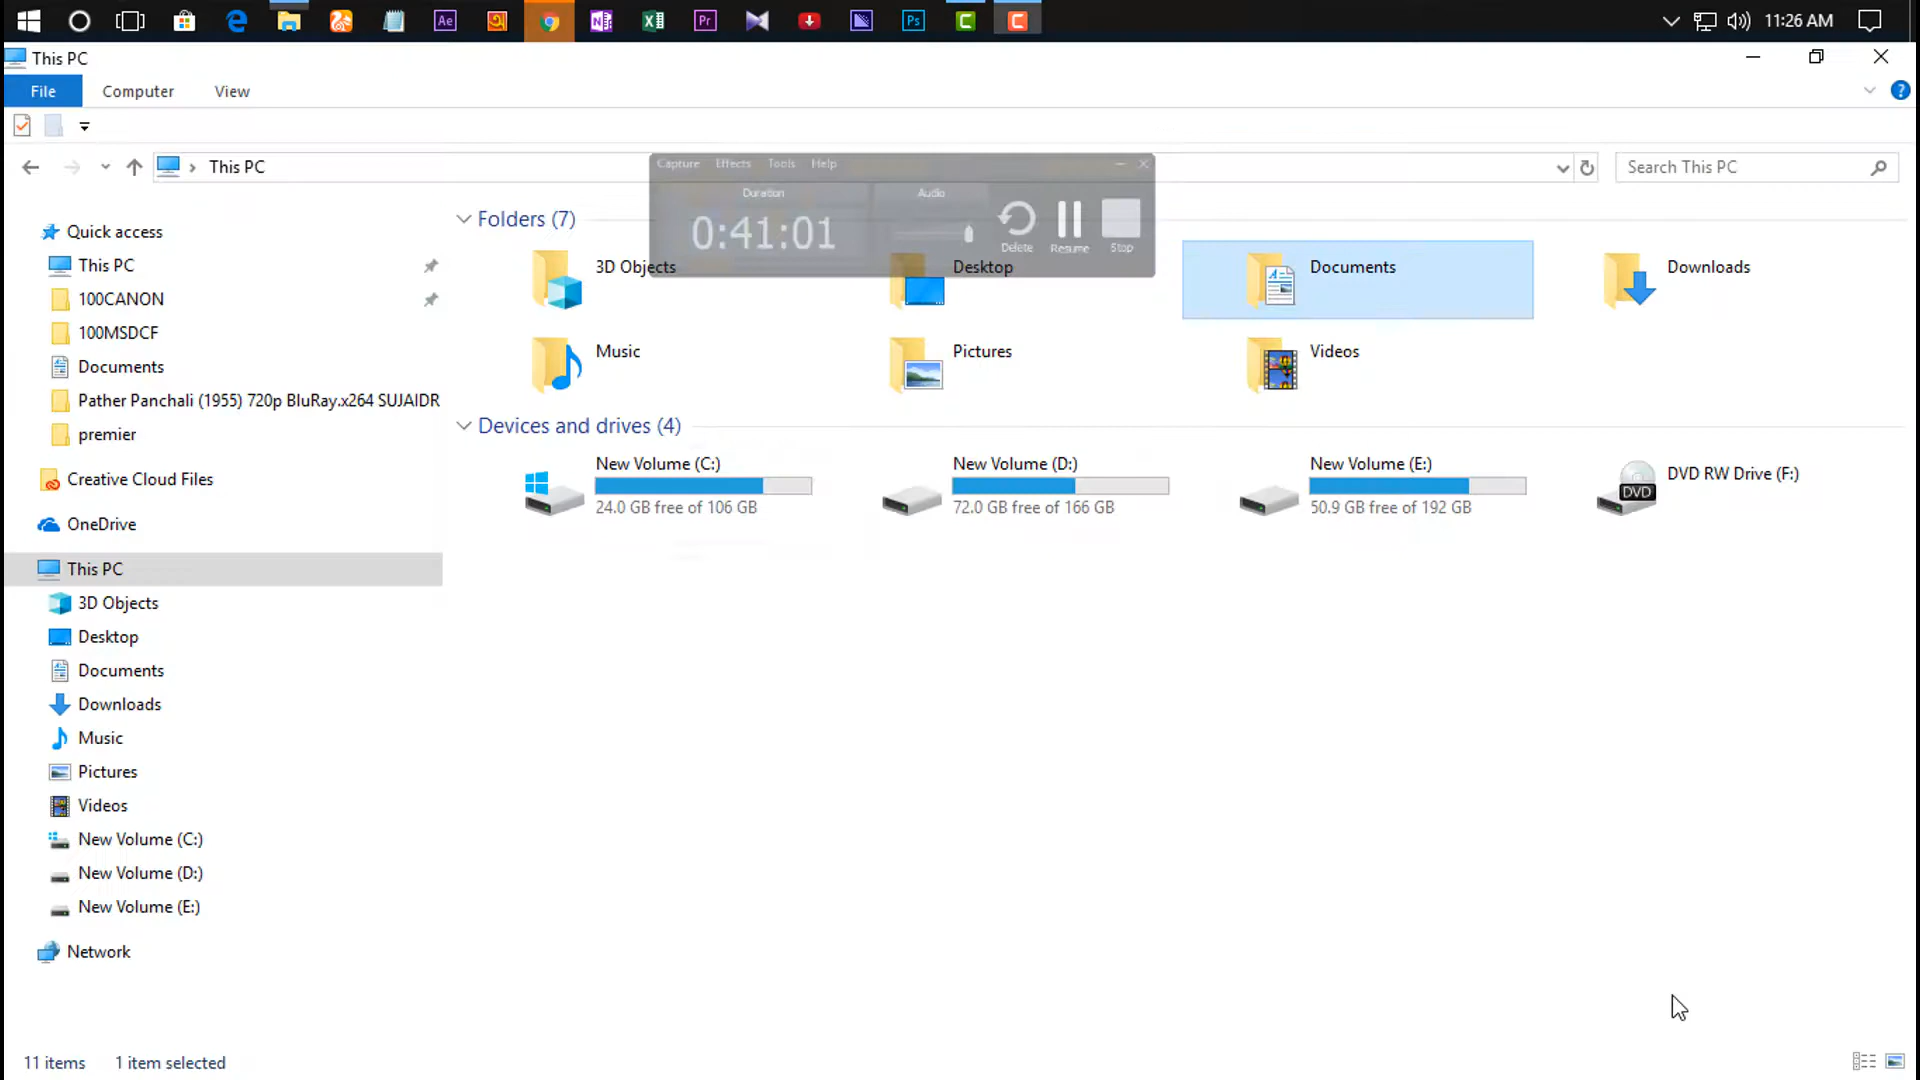 Ae
Pr
Ps
11:26 AM
This PC
File
Computer
View
This PC
Search This PC
Capture
Effects
Tools
Help
Duration
0:41:01
Audio
Delete
Resume
Stop
Quick access
This PC
100CANON
100MSDCF
Documents
Pather Panchali (1955) 720p BluRay.x264 SUJAIDR
premier
Creative Cloud Files
OneDrive
This PC
3D Objects
Desktop
Documents
Downloads
Music
Pictures
Videos
New Volume (C:)
New Volume (D:)
New Volume (E:)
Network
Folders (7)
3D Objects
Desktop
Documents
Downloads
Music
Pictures
Videos
Devices and drives (4)
New Volume (C:)
24.0 GB free of 106 GB
New Volume (D:)
72.0 GB free of 166 GB
New Volume (E:)
50.9 GB free of 192 GB
DVD
DVD RW Drive (F:)
11 items
1 item selected